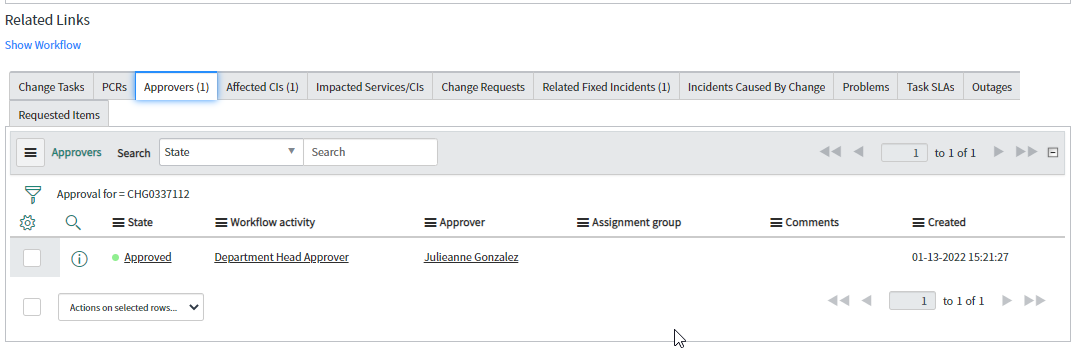 Related Links
Show Workflow
Change Tasks PCRs Approvers (1) Affected CIs (1) Impacted Services/CIs Change Requests Related Fixed Incidents (1) Incidents Caused By Change Problems Task SLAs Outages
Requested Items
Approvers Search State Search 1 to 1 of 1
Approval for = CHG0337112
State Workflow activity Approver Assignment group Comments Created
Approved Department Head Approver Julieanne Gonzalez 01-13-2022 15:21:27
Actions on selected rows... 1 to 1 of 1